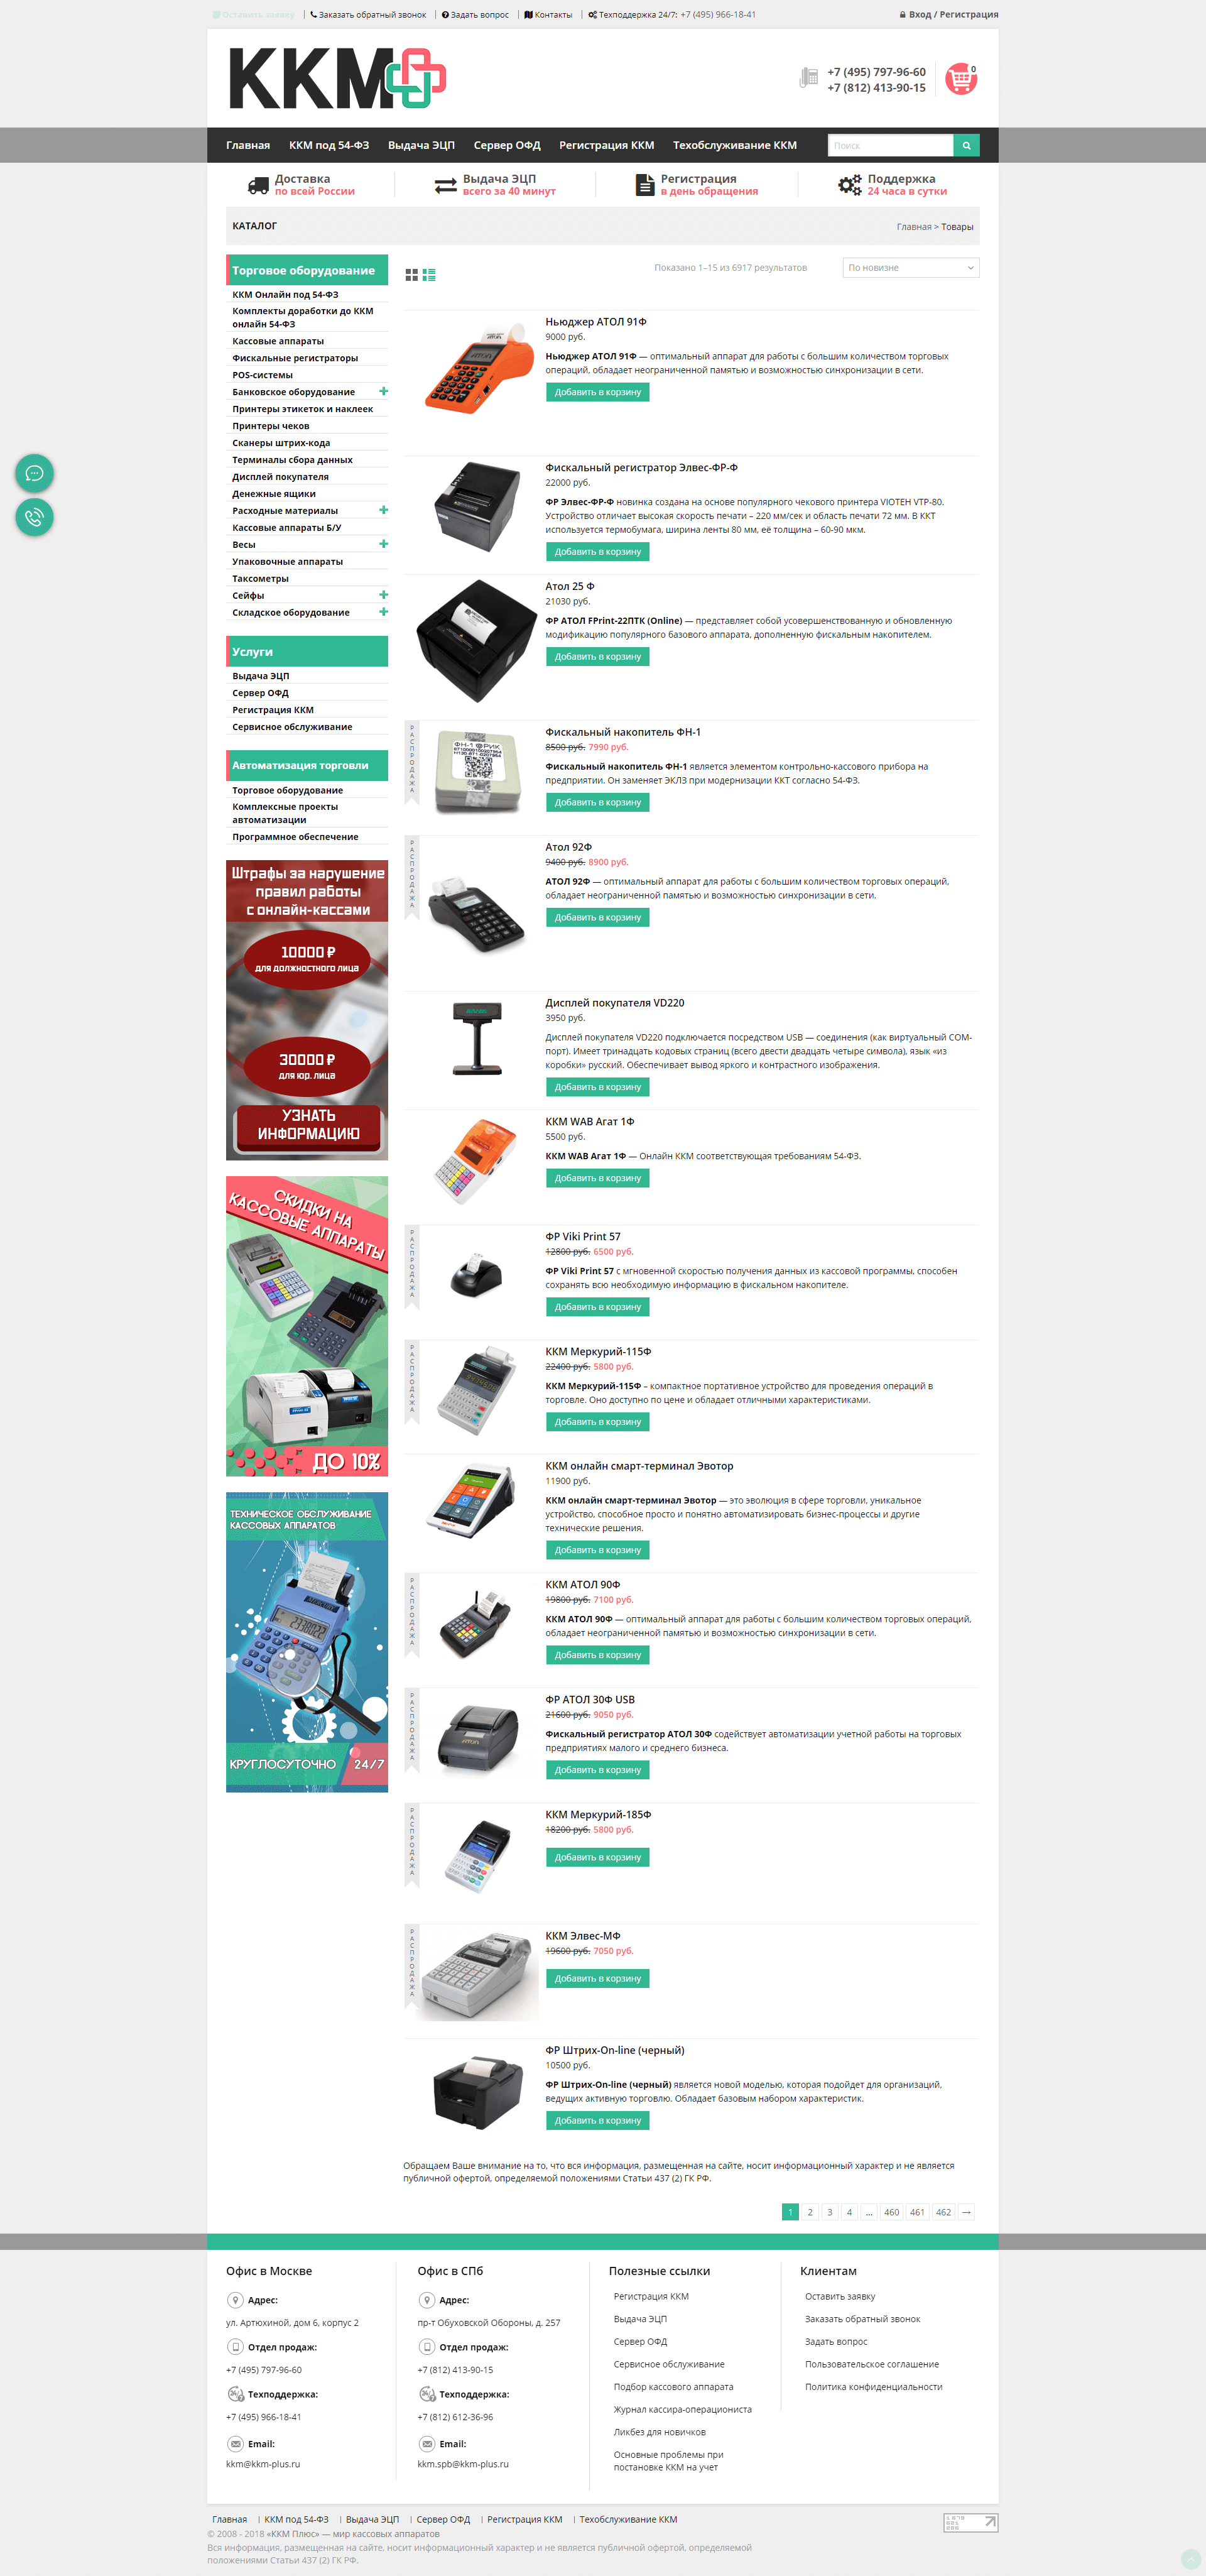 Оставить заявку | Заказать обратный звонок | Задать вопрос | Контакты | Техподдержка 24/7: +7 (495) 966-18-41
Вход / Регистрация
ККМ
+7 (495) 797-96-60
+7 (812) 413-90-15
0
Главная ККМ под 54-ФЗ Выдача ЭЦП Сервер ОФД Регистрация ККМ Техобслуживание ККМ
Поиск
Доставка
по всей России
Выдача ЭЦП
всего за 40 минут
Регистрация
в день обращения
Поддержка
24 часа в сутки
КАТАЛОГ
Главная > Товары
Торговое оборудование
ККМ Онлайн под 54-ФЗ
Комплекты доработки до ККМ
онлайн 54-ФЗ
Кассовые аппараты
Фискальные регистраторы
POS-системы
Банковское оборудование
Принтеры этикеток и наклеек
Принтеры чеков
Сканеры штрих-кода
Терминалы сбора данных
Дисплей покупателя
Денежные ящики
Расходные материалы
Кассовые аппараты Б/У
Весы
Упаковочные аппараты
Таксометры
Сейфы
Складское оборудование
Услуги
Выдача ЭЦП
Сервер ОФД
Регистрация ККМ
Сервисное обслуживание
Автоматизация торговли
Торговое оборудование
Комплексные проекты
автоматизации
Программное обеспечение
Штрафы за нарушение
правил работы
с онлайн-кассами
10000 ₽
для должностного лица
30000 ₽
для юр. лица
УЗНАТЬ
ИНФОРМАЦИЮ
СКИДКИ НА
КАССОВЫЕ АППАРАТЫ
ДО 10%
ТЕХНИЧЕСКОЕ ОБСЛУЖИВАНИЕ
КАССОВЫХ АППАРАТОВ
КРУГЛОСУТОЧНО 24/7
Показано 1–15 из 6917 результатов
По новизне
Ньюджер АТОЛ 91Ф
9000 руб.
Ньюджер АТОЛ 91Ф — оптимальный аппарат для работы с большим количеством торговых
операций, обладает неограниченной памятью и возможностью синхронизации в сети.
Добавить в корзину
Фискальный регистратор Элвес-ФР-Ф
22000 руб.
ФР Элвес-ФР-Ф новинка создана на основе популярного чекового принтера VIOTEH VTP-80.
Устройство отличает высокая скорость печати – 220 мм/сек и область печати 72 мм. В ККТ
используется термобумага, ширина ленты 80 мм, её толщина – 60-90 мкм.
Добавить в корзину
Атол 25 Ф
21030 руб.
ФР АТОЛ FPrint-22ПТК (Online) — представляет собой усовершенствованную и обновленную
модификацию популярного базового аппарата, дополненную фискальным накопителем.
Добавить в корзину
РАСПРОДАЖА
Фискальный накопитель ФН-1
8500 руб. 7990 руб.
Фискальный накопитель ФН-1 является элементом контрольно-кассового прибора на
предприятии. Он заменяет ЭКЛЗ при модернизации ККТ согласно 54-ФЗ.
Добавить в корзину
РАСПРОДАЖА
Атол 92Ф
9400 руб. 8900 руб.
АТОЛ 92Ф — оптимальный аппарат для работы с большим количеством торговых операций,
обладает неограниченной памятью и возможностью синхронизации в сети.
Добавить в корзину
Дисплей покупателя VD220
3950 руб.
Дисплей покупателя VD220 подключается посредством USB — соединения (как виртуальный COM-
порт). Имеет тринадцать кодовых страниц (всего двести двадцать четыре символа), язык «из
коробки» русский. Обеспечивает вывод яркого и контрастного изображения.
Добавить в корзину
ККМ WAB Агат 1Ф
5500 руб.
ККМ WAB Агат 1Ф — Онлайн ККМ соответствующая требованиям 54-ФЗ.
Добавить в корзину
РАСПРОДАЖА
ФР Viki Print 57
12800 руб. 6500 руб.
ФР Viki Print 57 с мгновенной скоростью получения данных из кассовой программы, способен
сохранять всю необходимую информацию в фискальном накопителе.
Добавить в корзину
РАСПРОДАЖА
ККМ Меркурий-115Ф
22400 руб. 5800 руб.
ККМ Меркурий-115Ф – компактное портативное устройство для проведения операций в
торговле. Оно доступно по цене и обладает отличными характеристиками.
Добавить в корзину
ККМ онлайн смарт-терминал Эвотор
11900 руб.
ККМ онлайн смарт-терминал Эвотор — это эволюция в сфере торговли, уникальное
устройство, способное просто и понятно автоматизировать бизнес-процессы и другие
технические решения.
Добавить в корзину
РАСПРОДАЖА
ККМ АТОЛ 90Ф
19800 руб. 7100 руб.
ККМ АТОЛ 90Ф — оптимальный аппарат для работы с большим количеством торговых операций,
обладает неограниченной памятью и возможностью синхронизации в сети.
Добавить в корзину
РАСПРОДАЖА
ФР АТОЛ 30Ф USB
21600 руб. 9050 руб.
Фискальный регистратор АТОЛ 30Ф содействует автоматизации учетной работы на торговых
предприятиях малого и среднего бизнеса.
Добавить в корзину
РАСПРОДАЖА
ККМ Меркурий-185Ф
18200 руб. 5800 руб.
Добавить в корзину
РАСПРОДАЖА
ККМ Элвес-МФ
19600 руб. 7050 руб.
Добавить в корзину
ФР Штрих-On-line (черный)
10500 руб.
ФР Штрих-On-line (черный) является новой моделью, которая подойдет для организаций,
ведущих активную торговлю. Обладает базовым набором характеристик.
Добавить в корзину
Обращаем Ваше внимание на то, что вся информация, размещенная на сайте, носит информационный характер и не является
публичной офертой, определяемой положениями Статьи 437 (2) ГК РФ.
1 2 3 4 … 460 461 462 →
Офис в Москве
Адрес:
ул. Артюхиной, дом 6, корпус 2
Отдел продаж:
+7 (495) 797-96-60
Техподдержка:
+7 (495) 966-18-41
Email:
kkm@kkm-plus.ru
Офис в СПб
Адрес:
пр-т Обуховской Обороны, д. 257
Отдел продаж:
+7 (812) 413-90-15
Техподдержка:
+7 (812) 612-36-96
Email:
kkm.spb@kkm-plus.ru
Полезные ссылки
Регистрация ККМ
Выдача ЭЦП
Сервер ОФД
Сервисное обслуживание
Подбор кассового аппарата
Журнал кассира-операциониста
Ликбез для новичков
Основные проблемы при
постановке ККМ на учет
Клиентам
Оставить заявку
Заказать обратный звонок
Задать вопрос
Пользовательское соглашение
Политика конфиденциальности
Главная | ККМ под 54-ФЗ | Выдача ЭЦП | Сервер ОФД | Регистрация ККМ | Техобслуживание ККМ
© 2008 - 2018 «ККМ Плюс» — мир кассовых аппаратов
Вся информация, размещенная на сайте, носит информационный характер и не является публичной офертой, определяемой
положениями Статьи 437 (2) ГК РФ.